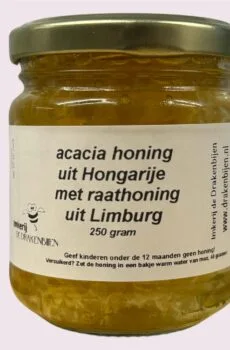 acacia honing
uit Hongarije
met raathoning
uit Limburg
250 gram
Imkerij
DE DRAKENBIJEN
Geef kinderen onder de 12 maanden geen honing!
Versuikerd? Zet de honing in een bakje warm water van max. 40 graden
Imkerij de Drakenbijen
www.drakenbijen.nl